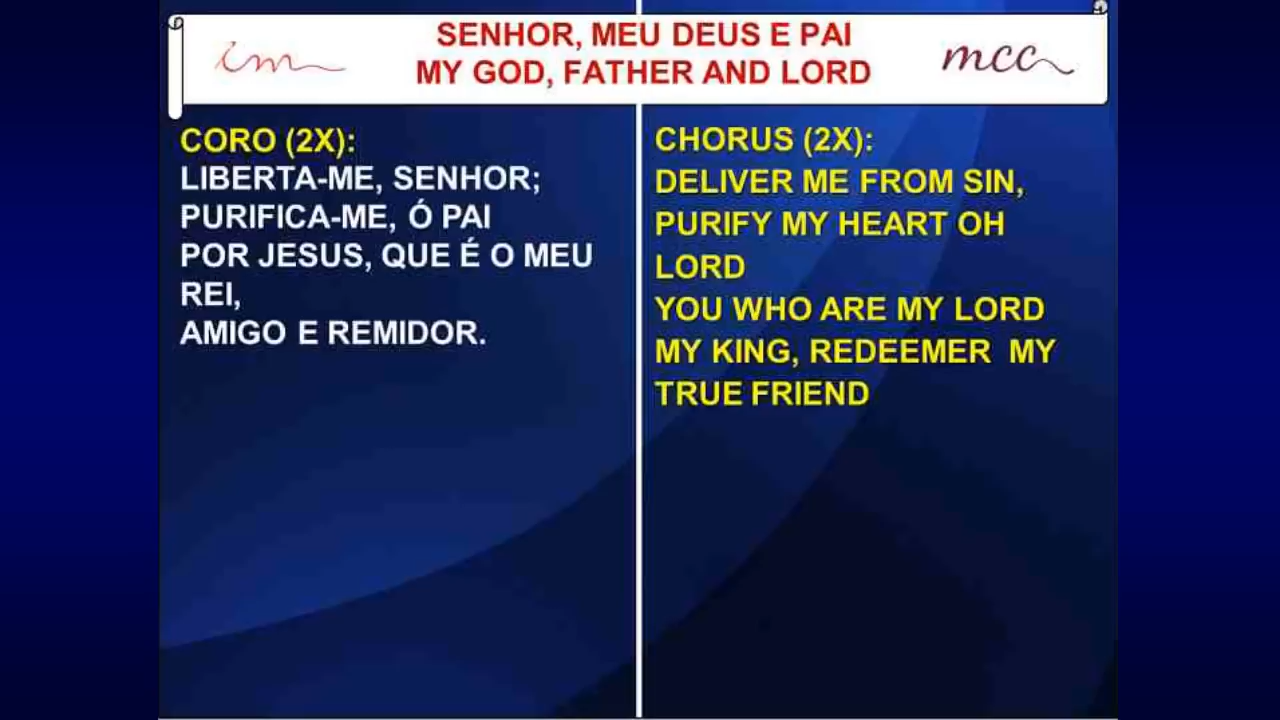 SENHOR, MEU DEUS E PAI
MY GOD, FATHER AND LORD
im
mcc
CORO (2X):
LIBERTA-ME, SENHOR;
PURIFICA-ME, Ó PAI
POR JESUS, QUE É O MEU
REI,
AMIGO E REMIDOR.
CHORUS (2X):
DELIVER ME FROM SIN,
PURIFY MY HEART OH
LORD
YOU WHO ARE MY LORD
MY KING, REDEEMER MY
TRUE FRIEND